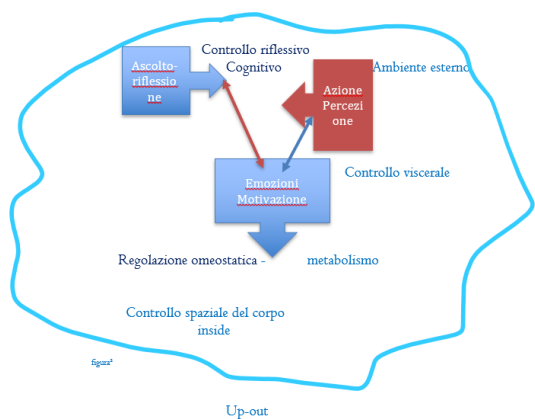 Controllo riflessivo
Cognitivo
Ascolto-
riflessio
ne
Ambiente esterno
Azione
Percezi
one
Controllo viscerale
Emozioni
Motivazione
Regolazione omeostatica - metabolismo
Controllo spaziale del corpo
inside
figura²
Up-out